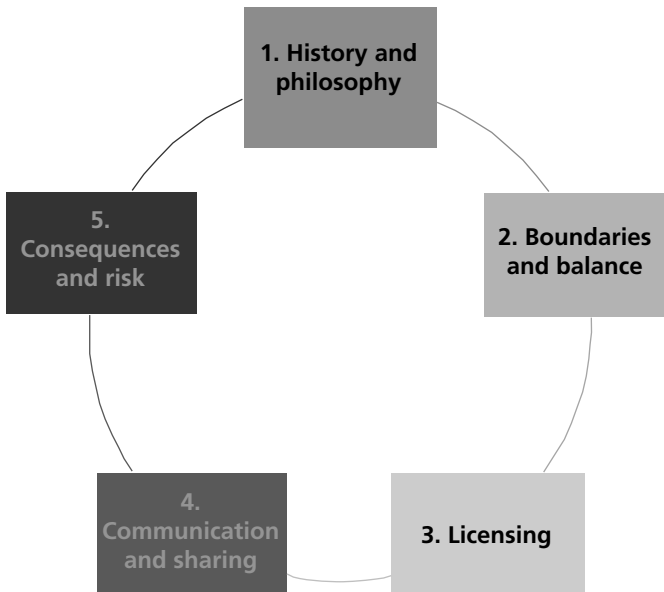 1. History and
philosophy
2. Boundaries
and balance
3. Licensing
4.
Communication
and sharing
5.
Consequences
and risk